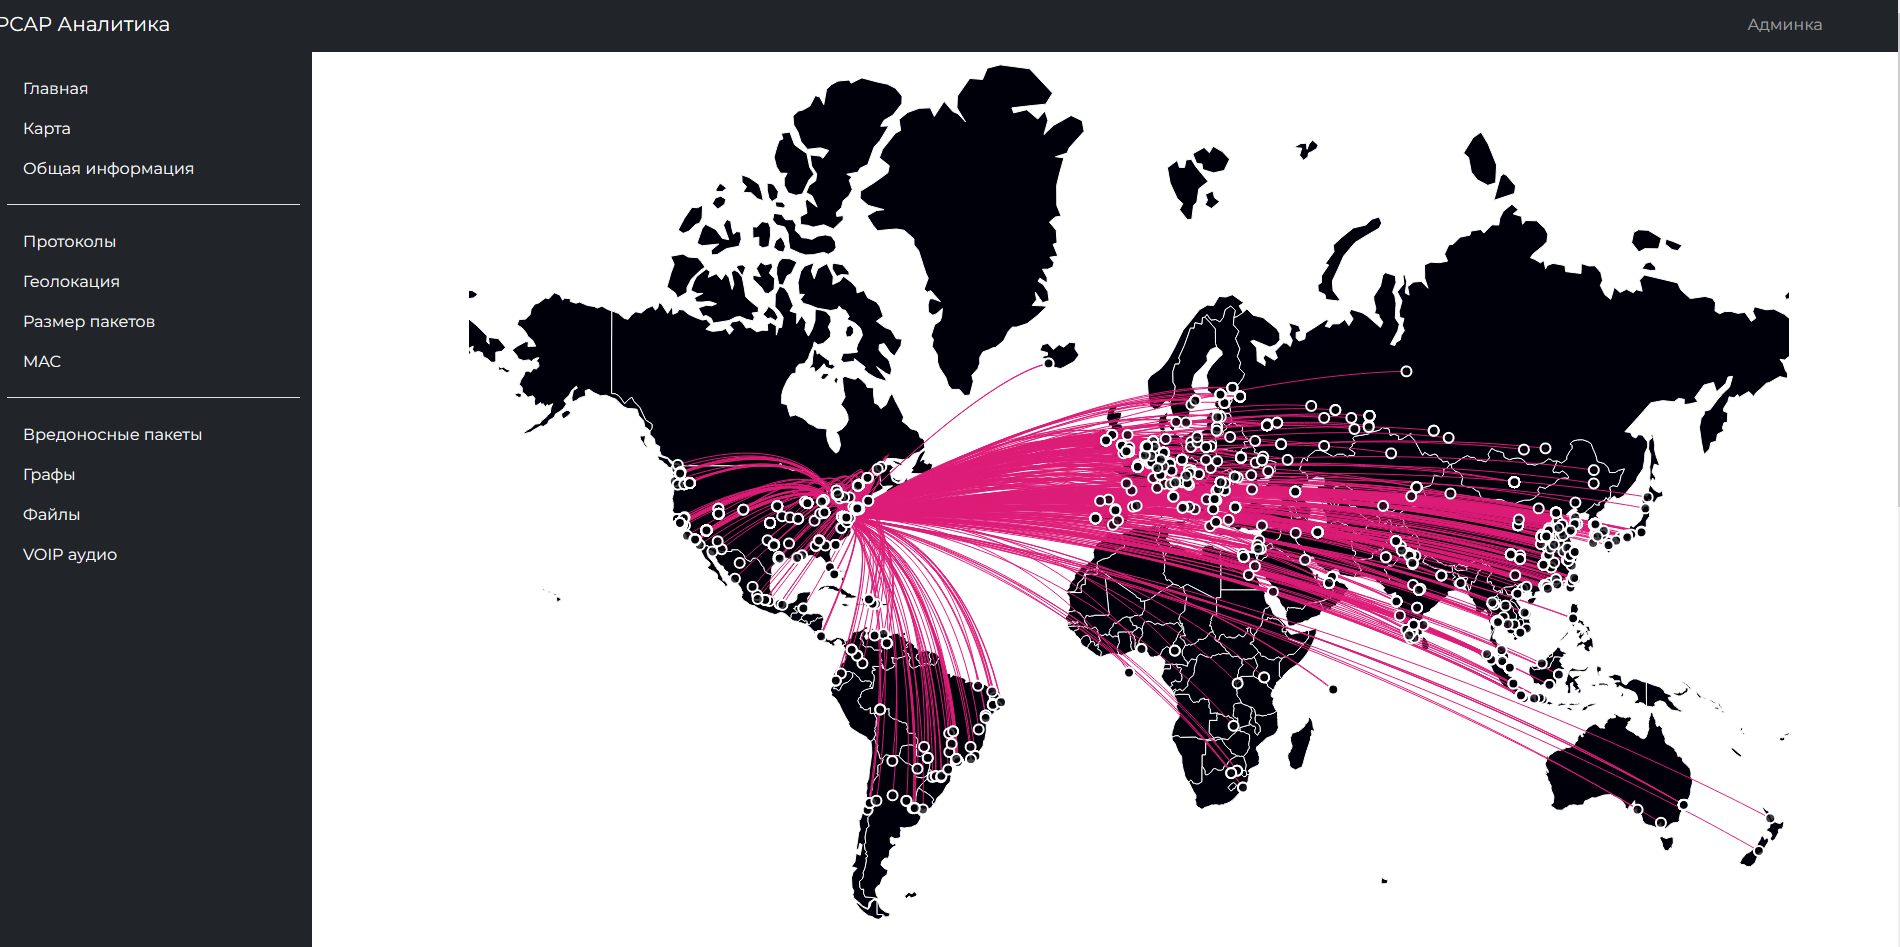 PCAP Аналитика
Админка
Главная
Карта
Общая информация
Протоколы
Геолокация
Размер пакетов
MAC
Вредоносные пакеты
Графы
Файлы
VOIP аудио